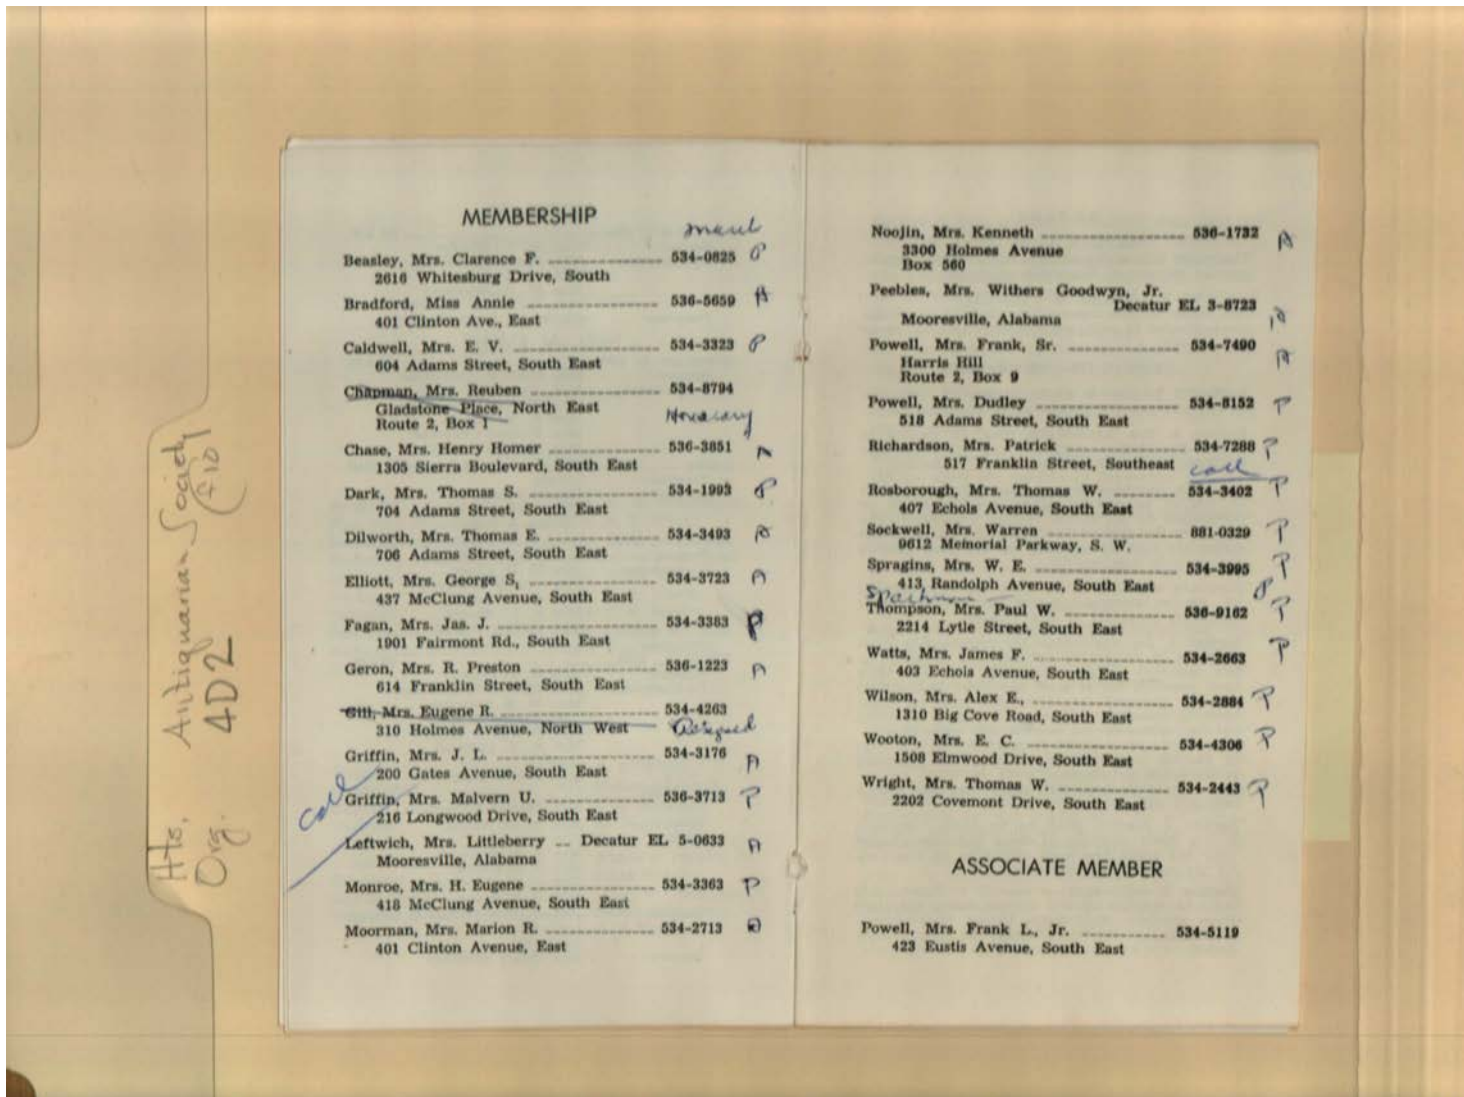 Hts. Antiquarian Society
Org. 4D2 (f10)
MEMBERSHIP
Beasley, Mrs. Clarence F. 534-0825 P
2616 Whitesburg Drive, South
Bradford, Miss Annie 536-5659 A
401 Clinton Ave., East
Caldwell, Mrs. E. V. 534-3323 P
604 Adams Street, South East
Chapman, Mrs. Reuben 534-8794
Gladstone Place, North East
Route 2, Box 1 Honorary
Chase, Mrs. Henry Homer 536-3851 A
1305 Sierra Boulevard, South East
Dark, Mrs. Thomas S. 534-1993 P
704 Adams Street, South East
Dilworth, Mrs. Thomas E. 534-3493
706 Adams Street, South East
Elliott, Mrs. George S, 534-3723 A
437 McClung Avenue, South East
Fagan, Mrs. Jas. J. 534-3383 P
1901 Fairmont Rd., South East
Geron, Mrs. R. Preston 536-1223 A
614 Franklin Street, South East
Gill, Mrs. Eugene R. 534-4263
310 Holmes Avenue, North West Resigned
Griffin, Mrs. J. L. 534-3176 A
200 Gates Avenue, South East
call
Griffin, Mrs. Malvern U. 536-3713 P
216 Longwood Drive, South East
Leftwich, Mrs. Littleberry -- Decatur EL 5-0633 A
Mooresville, Alabama
Monroe, Mrs. H. Eugene 534-3363 P
418 McClung Avenue, South East
Moorman, Mrs. Marion R. 534-2713
401 Clinton Avenue, East
Noojin, Mrs. Kenneth 536-1732 A
3300 Holmes Avenue
Box 560
Peebles, Mrs. Withers Goodwyn, Jr.
Decatur EL 3-8723
Mooresville, Alabama A
Powell, Mrs. Frank, Sr. 534-7490
Harris Hill A
Route 2, Box 9
Powell, Mrs. Dudley 534-8152 P
518 Adams Street, South East
Richardson, Mrs. Patrick 534-7288 P
517 Franklin Street, Southeast call
Rosborough, Mrs. Thomas W. 534-3402 P
407 Echols Avenue, South East
Sockwell, Mrs. Warren 881-0329 P
9612 Memorial Parkway, S. W.
Spragins, Mrs. W. E. 534-3995 P
413 Randolph Avenue, South East
Sparkman P
Thompson, Mrs. Paul W. 536-9162 P
2214 Lytle Street, South East
Watts, Mrs. James F. 534-2663 P
403 Echols Avenue, South East
Wilson, Mrs. Alex E., 534-2884 P
1310 Big Cove Road, South East
Wooton, Mrs. E. C. 534-4306 P
1508 Elmwood Drive, South East
Wright, Mrs. Thomas W. 534-2443 P
2202 Covemont Drive, South East
ASSOCIATE MEMBER
Powell, Mrs. Frank L., Jr. 534-5119
423 Eustis Avenue, South East